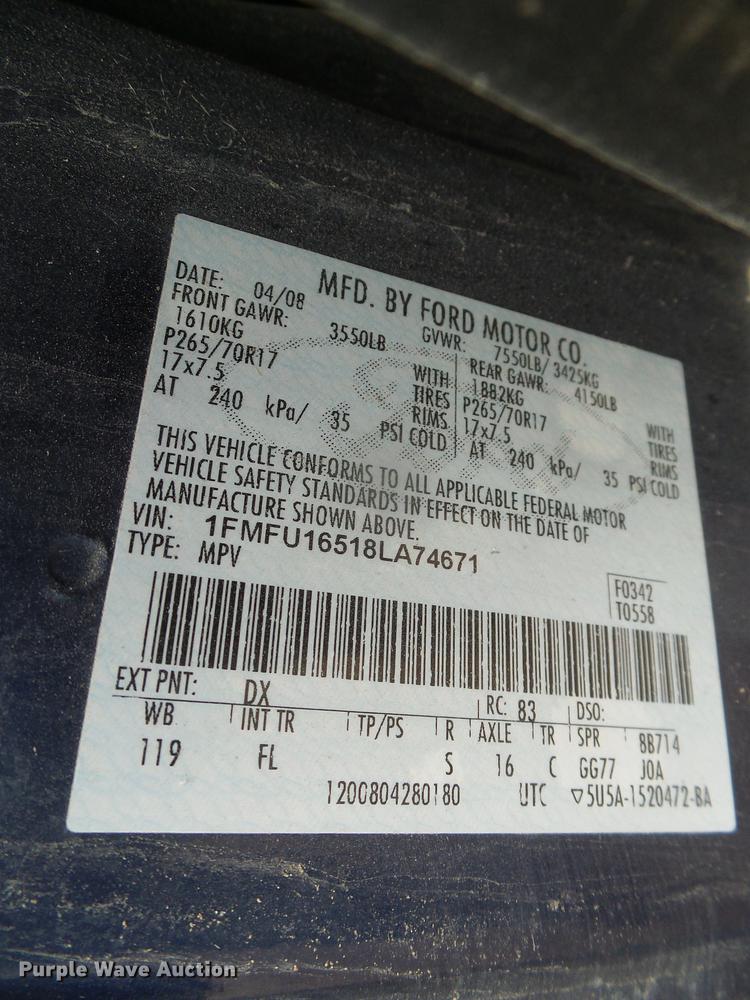 MFD. BY FORD MOTOR CO.
DATE: 04/08 GVWR: 7550LB/ 3425KG
FRONT GAWR: 3550LB REAR GAWR: 4150LB
1610KG WITH 1882KG WITH
P265/70R17 TIRES P265/70R17 TIRES
17x7.5 RIMS 17x7.5 RIMS
AT 240 kPa/ 35 PSI COLD AT 240 kPa/ 35 PSI COLD
THIS VEHICLE CONFORMS TO ALL APPLICABLE FEDERAL MOTOR
VEHICLE SAFETY STANDARDS IN EFFECT ON THE DATE OF
MANUFACTURE SHOWN ABOVE.
VIN: 1FMFU16518LA74671
TYPE: MPV
F0342
T0558
EXT PNT: DX RC: 83 DSO:
WB INT TR TP/PS R AXLE TR SPR 8B714
119 FL S 16 C GG77 J0A
1200804280180 UTC ▽5U5A-1520472-BA
Purple Wave Auction